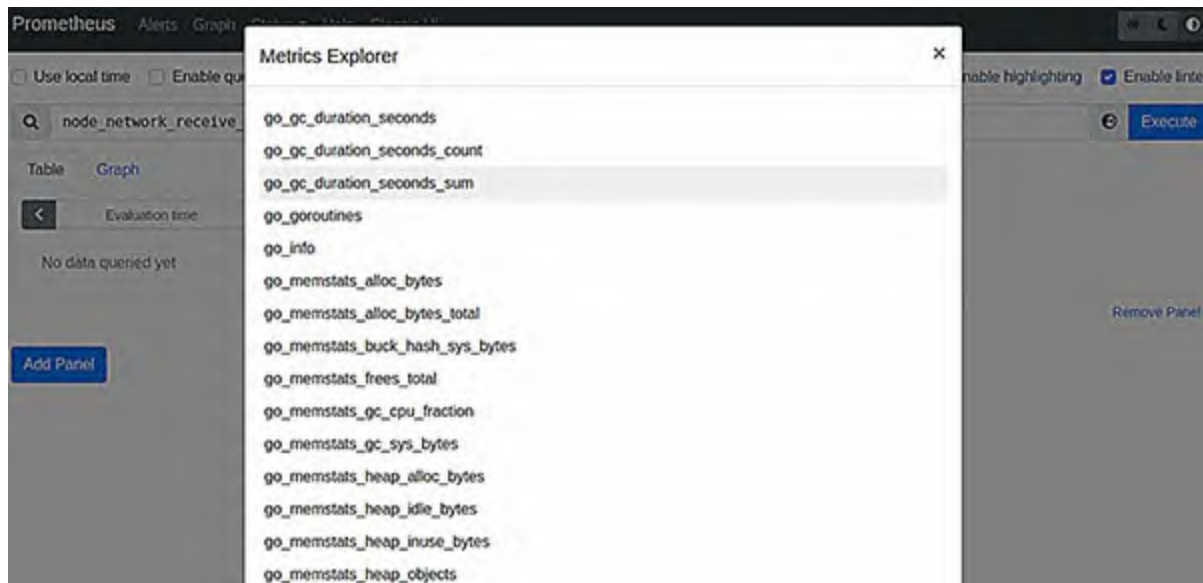 Prometheus Alerts Graph
Metrics Explorer ×
Use local time Enable
highlighting Enable
node_network_receive_ Execute
Table Graph
Evaluation time
No data queried yet
go_gc_duration_seconds
go_gc_duration_seconds_count
go_gc_duration_seconds_sum
go_goroutines
go_info
go_memstats_alloc_bytes
go_memstats_alloc_bytes_total
go_memstats_buck_hash_sys_bytes
go_memstats_frees_total
go_memstats_gc_cpu_fraction
go_memstats_gc_sys_bytes
go_memstats_heap_alloc_bytes
go_memstats_heap_idle_bytes
go_memstats_heap_inuse_bytes
go_memstats_heap_objects
Remove Panel
Add Panel